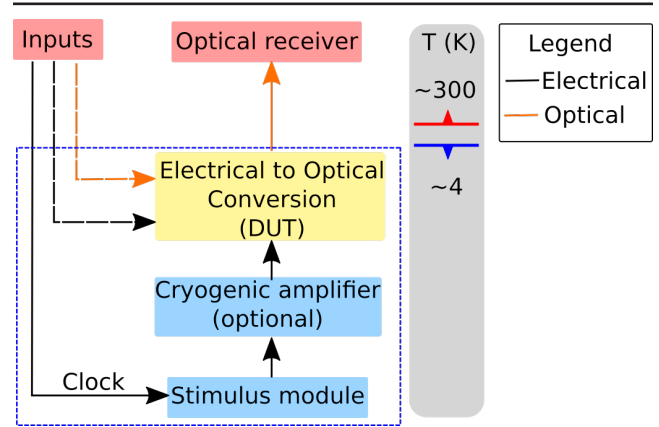 Inputs
Optical receiver
T (K)
~300
~4
Legend
Electrical
Optical
Electrical to Optical
Conversion
(DUT)
Cryogenic amplifier
(optional)
Clock
Stimulus module